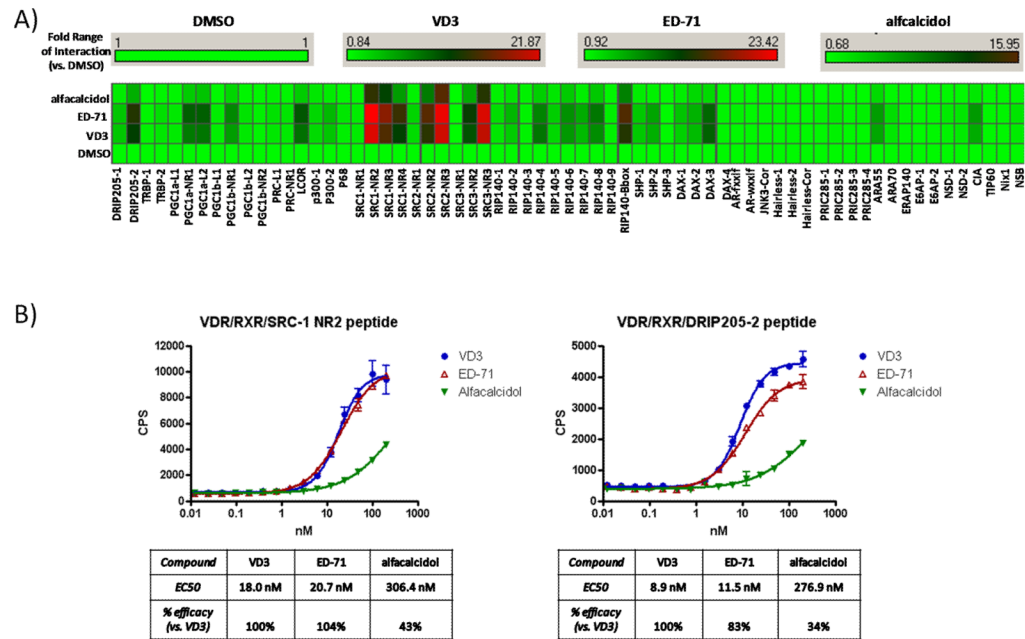 A)
DMSO VD3 ED-71 alfcalcidol
Fold Range
of Interaction
(vs. DMSO)
1 1 0.84 21.87 0.92 23.42 0.68 15.95
alfacalcidol
ED-71
VD3
DMSO
DRIP205-1 DRIP205-2 TRBP-1 TRBP-2 PGC1a-L1 PGC1a-NR1 PGC1a-L2 PGC1b-L1 PGC1b-NR1 PGC1b-L2 PGC1b-NR2 PRC-L1 PRC-NR1 LCOR p300-1 P300-2 P68 SRC1-NR1 SRC1-NR2 SRC1-NR3 SRC1-NR4 SRC2-NR1 SRC2-NR2 SRC2-NR3 SRC3-NR1 SRC3-NR2 SRC3-NR3 RIP140-1 RIP140-2 RIP140-3 RIP140-4 RIP140-5 RIP140-6 RIP140-7 RIP140-8 RIP140-9 RIP140-Bbox SHP-1 SHP-2 SHP-3 DAX-1 DAX-2 DAX-3 DAX-4 AR-fxxlf AR-wxxlf JNK3-Cor Hairless-1 Hairless-2 Hairless-Cor PRIC285-1 PRIC285-2 PRIC285-3 PRIC285-4 ARA55 ARA70 ERAP140 E6AP-1 E6AP-2 NSD-1 NSD-2 CIA TIP60 Nix1 NSB
B)
VDR/RXR/SRC-1 NR2 peptide
12000
10000
8000
6000
4000
2000
0
CPS
0.01 0.1 1 10 100 1000
nM
VD3
ED-71
Alfacalcidol
Compound VD3 ED-71 alfacalcidol
EC50 18.0 nM 20.7 nM 306.4 nM
% efficacy
(vs. VD3) 100% 104% 43%
VDR/RXR/DRIP205-2 peptide
5000
4000
3000
2000
1000
0
CPS
0.01 0.1 1 10 100 1000
nM
VD3
ED-71
Alfacalcidol
Compound VD3 ED-71 alfacalcidol
EC50 8.9 nM 11.5 nM 276.9 nM
% efficacy
(vs. VD3) 100% 83% 34%